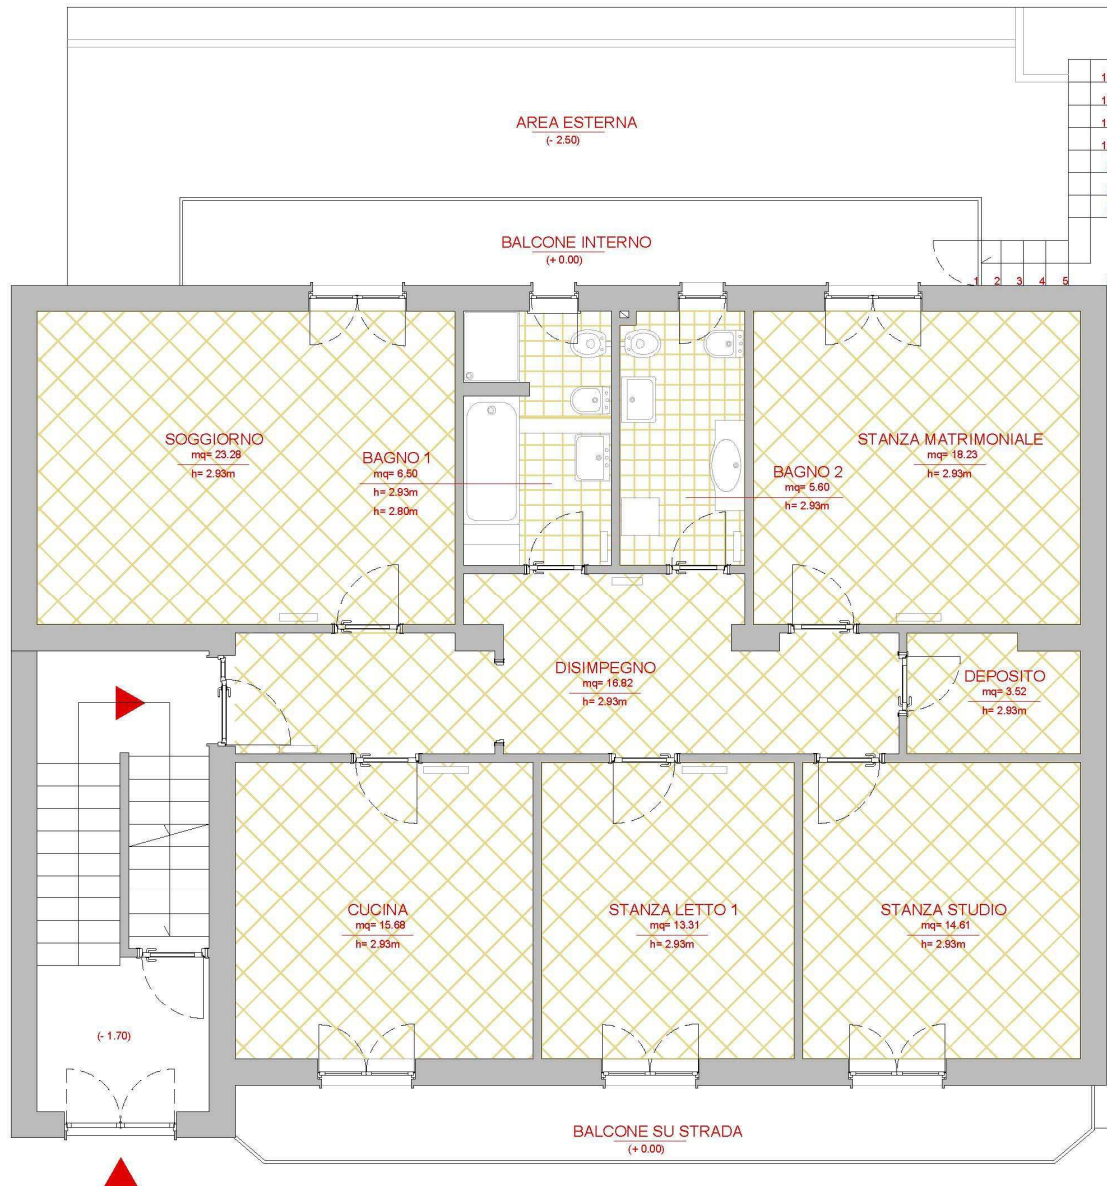 AREA ESTERNA
(- 2.50)
BALCONE INTERNO
(+ 0.00)
1 2 3 4 5
SOGGIORNO
mq= 23.28
h= 2.93m
BAGNO 1
mq= 6.50
h= 2.93m
h= 2.80m
BAGNO 2
mq= 5.60
h= 2.93m
STANZA MATRIMONIALE
mq= 18.23
h= 2.93m
DISIMPEGNO
mq= 16.82
h= 2.93m
DEPOSITO
mq= 3.52
h= 2.93m
CUCINA
mq= 15.68
h= 2.93m
STANZA LETTO 1
mq= 13.31
h= 2.93m
STANZA STUDIO
mq= 14.61
h= 2.93m
(- 1.70)
BALCONE SU STRADA
(+ 0.00)